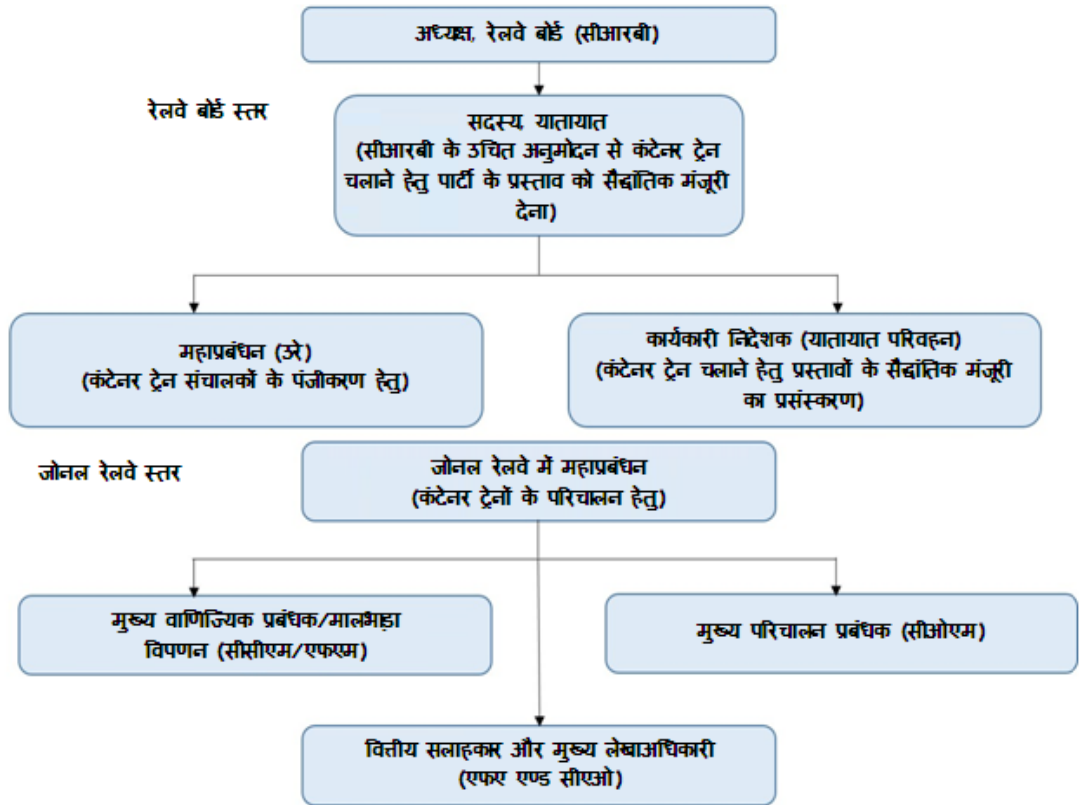 अध्यक्ष, रेलवे बोर्ड (सीआरबी)
रेलवे बोर्ड स्तर
सदस्य, यातायात
(सीआरबी के उचित अनुमोदन से कंटेनर ट्रेन
चलाने हेतु पार्टी के प्रस्ताव को सैद्धांतिक मंजूरी
देना)
महाप्रबंधन (उरे)
(कंटेनर ट्रेन संचालकों के पंजीकरण हेतु)
कार्यकारी निदेशक (यातायात परिवहन)
(कंटेनर ट्रेन चलाने हेतु प्रस्तावों के सैद्धांतिक मंजूरी
का प्रसंस्करण)
जोनल रेलवे स्तर
जोनल रेलवे में महाप्रबंधन
(कंटेनर ट्रेनों के परिचालन हेतु)
मुख्य वाणिज्यिक प्रबंधक/मालभाड़ा
विपणन (सीसीएम/एफएम)
मुख्य परिचालन प्रबंधक (सीओएम)
वित्तीय सलाहकार और मुख्य लेखाअधिकारी
(एफए एण्ड सीएओ)